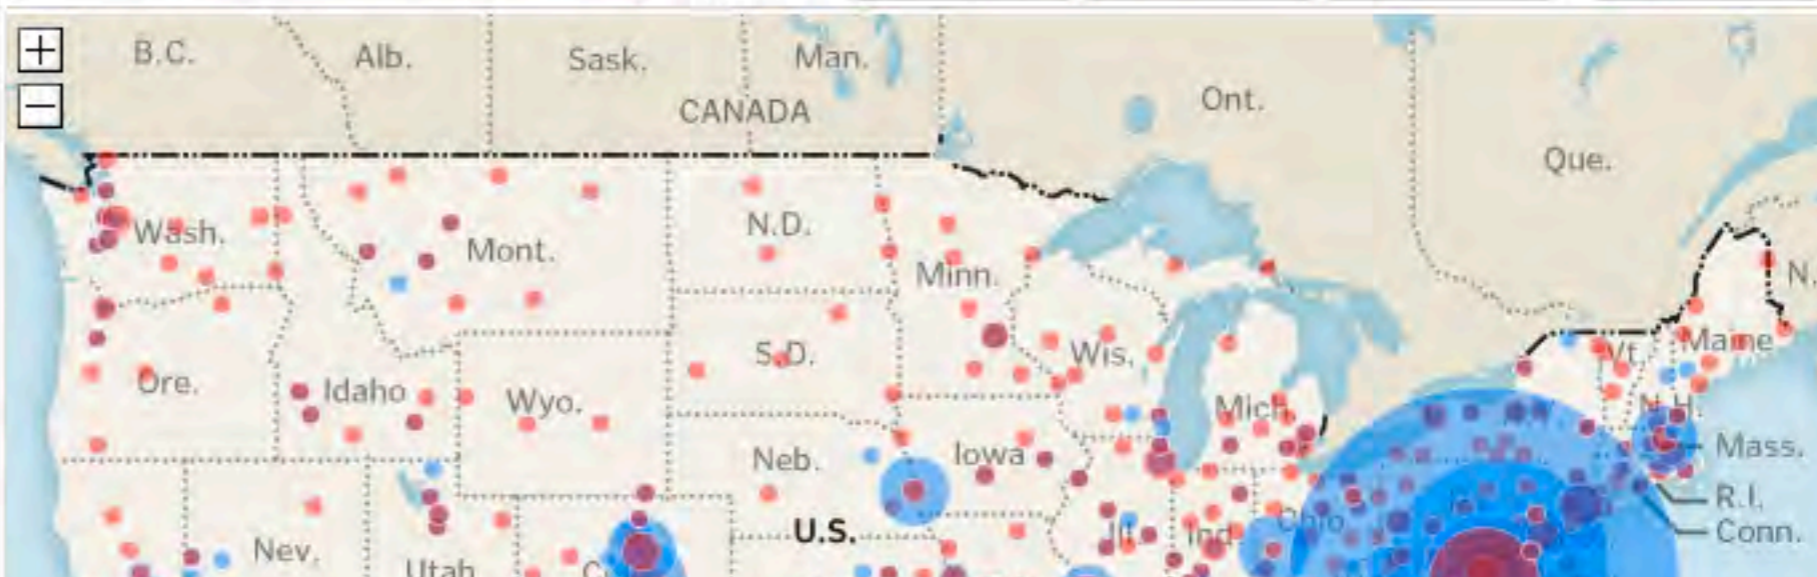 +
B.C.
Alb.
Sask.
Man.
−
CANADA
Ont.
Que.
Wash.
Mont.
N.D.
Minn.
N.
Ore.
Idaho
Wyo.
S.D.
Wis.
Mich.
Vt.
Maine
N.H.
Neb.
Iowa
Mass.
R.I.
Conn.
Nev.
Utah
U.S.
Ill.
Ind.
Ohio